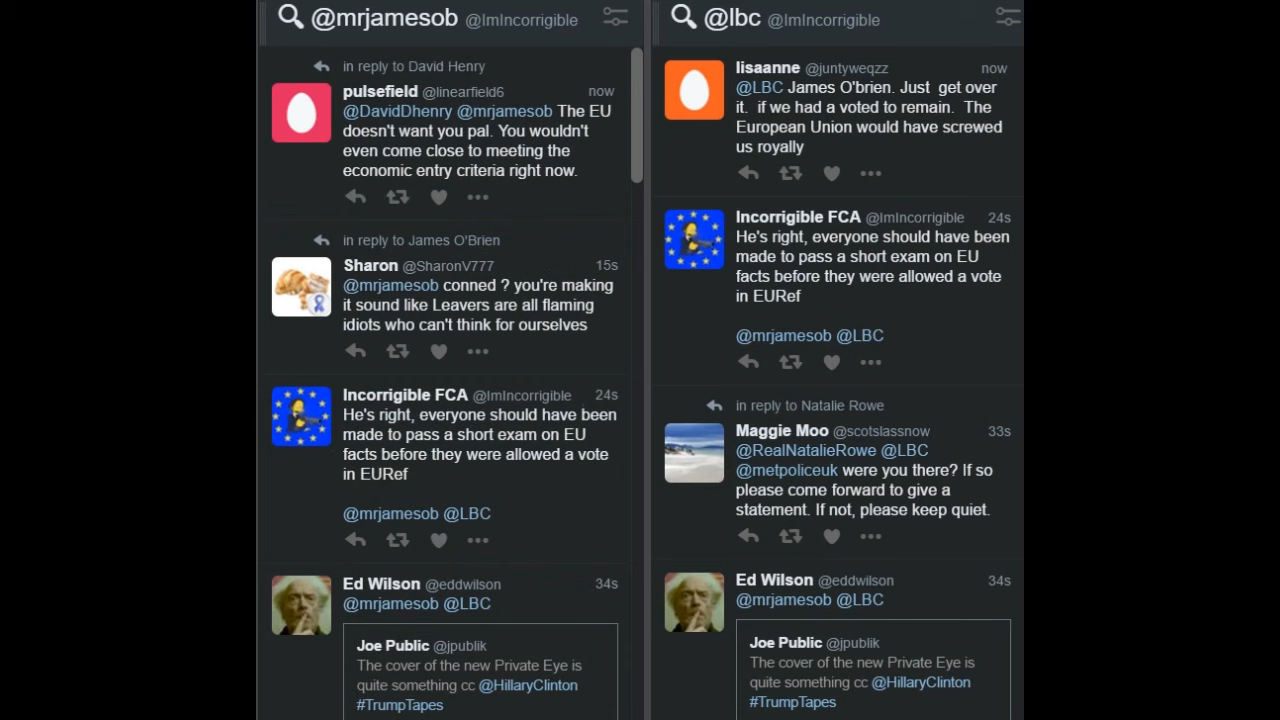 @mrjamesob @ImIncorrigible
in reply to David Henry
pulsefield @linearfield6 now
@DavidDhenry @mrjamesob The EU
doesn't want you pal. You wouldn't
even come close to meeting the
economic entry criteria right now.
in reply to James O'Brien
Sharon @SharonV777 15s
@mrjamesob conned ? you're making
it sound like Leavers are all flaming
idiots who can't think for ourselves
Incorrigible FCA @ImIncorrigible 24s
He's right, everyone should have been
made to pass a short exam on EU
facts before they were allowed a vote
in EURef
@mrjamesob @LBC
Ed Wilson @eddwilson 34s
@mrjamesob @LBC
Joe Public @jpublik
The cover of the new Private Eye is
quite something cc @HillaryClinton
#TrumpTapes
@lbc @ImIncorrigible
lisaanne @juntyweqzz now
@LBC James O'brien. Just  get over
it.  if we had a voted to remain.  The
European Union would have screwed
us royally
Incorrigible FCA @ImIncorrigible 24s
He's right, everyone should have been
made to pass a short exam on EU
facts before they were allowed a vote
in EURef
@mrjamesob @LBC
in reply to Natalie Rowe
Maggie Moo @scotslassnow 33s
@RealNatalieRowe @LBC
@metpoliceuk were you there? If so
please come forward to give a
statement. If not, please keep quiet.
Ed Wilson @eddwilson 34s
@mrjamesob @LBC
Joe Public @jpublik
The cover of the new Private Eye is
quite something cc @HillaryClinton
#TrumpTapes